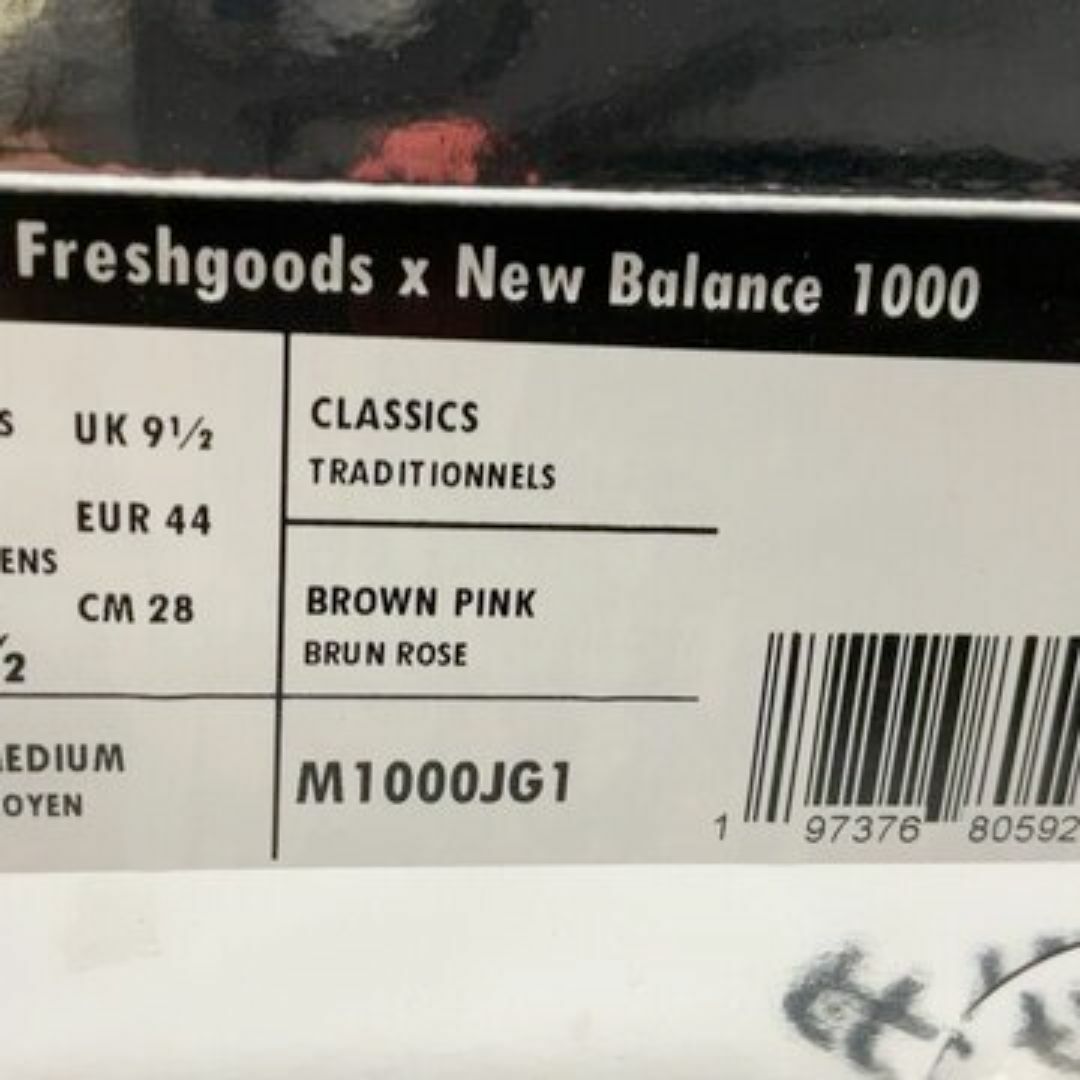 Freshgoods x New Balance 1000
S
UK 9½
EUR 44
ENS
CM 28
½
EDIUM
OYEN
CLASSICS
TRADITIONNELS
BROWN PINK
BRUN ROSE
M1000JG1
1 97376 80592